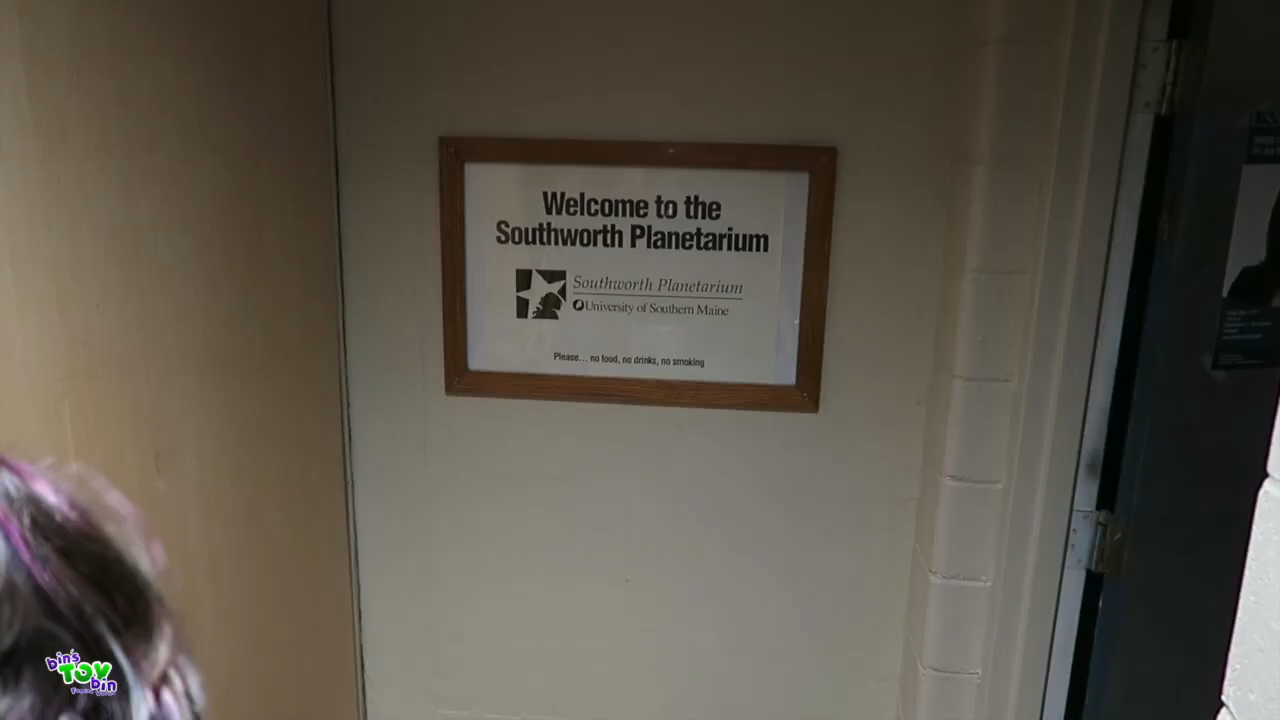 Welcome to the
Southworth Planetarium
Southworth Planetarium
University of Southern Maine
Please... no food, no drinks, no smoking
bin's
TOY
bin